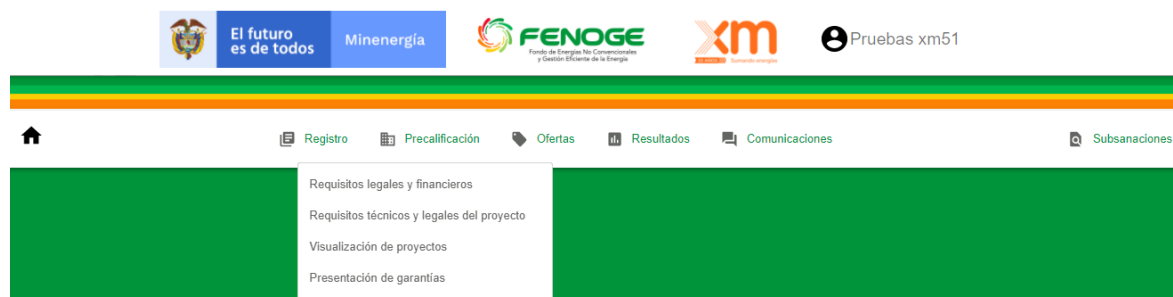 El futuro
es de todos
Minenergía
FENOGE
Fondo de Energías No Convencionales
y Gestión Eficiente de la Energía
xm
Sumando energías
Pruebas xm51
Registro
Precalificación
Ofertas
Resultados
Comunicaciones
Subsanaciones
Requisitos legales y financieros
Requisitos técnicos y legales del proyecto
Visualización de proyectos
Presentación de garantías